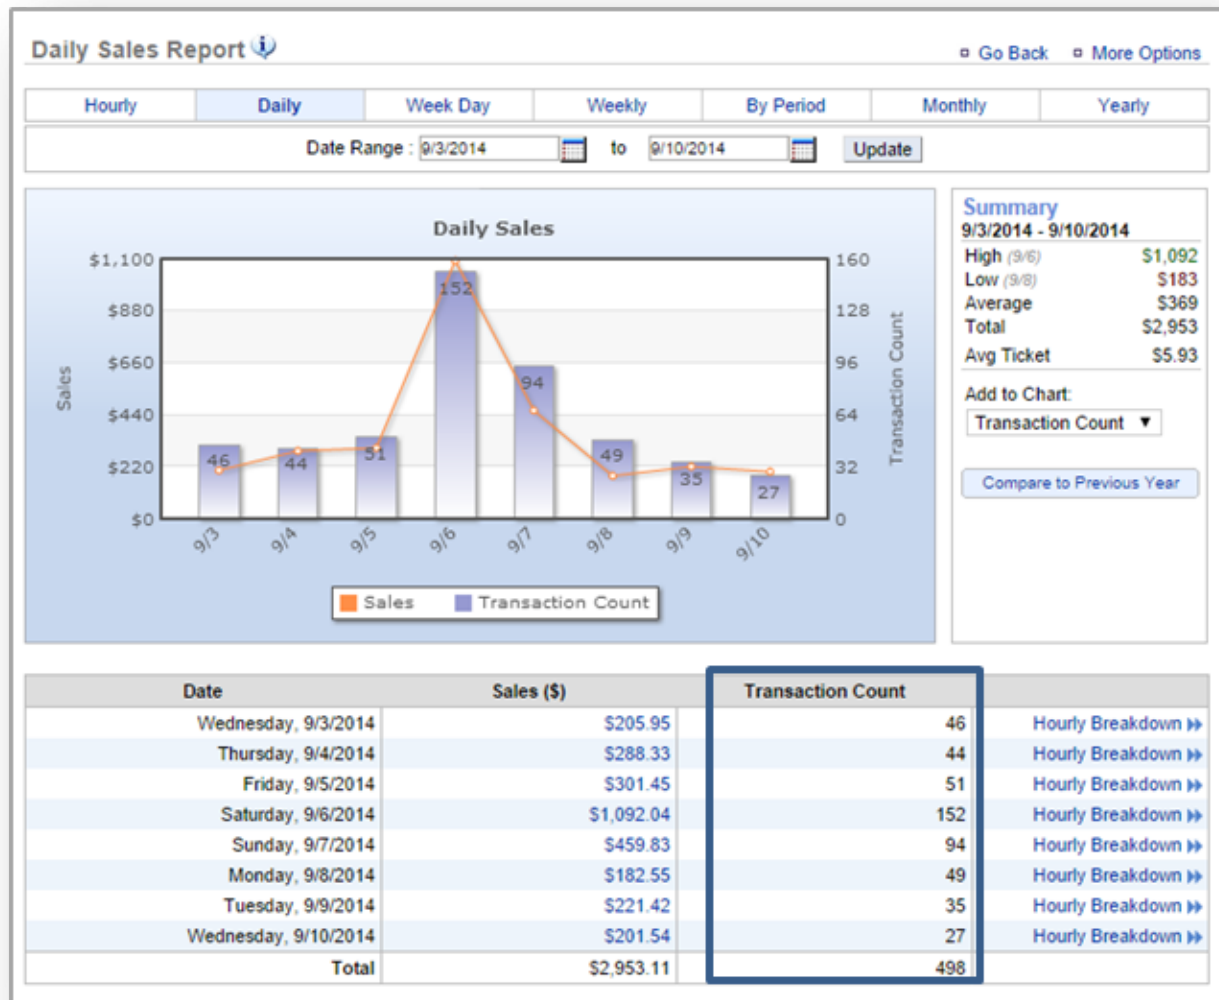 Daily Sales Report
Go Back More Options
Hourly Daily Week Day Weekly By Period Monthly Yearly
Date Range : 9/3/2014 to 9/10/2014 Update
Daily Sales
$1,100
$880
$660
$440
$220
$0
Sales
160
128
96
64
32
0
Transaction Count
46
44
51
152
94
49
35
27
9/3 9/4 9/5 9/6 9/7 9/8 9/9 9/10
Sales Transaction Count
Summary
9/3/2014 - 9/10/2014
High (9/6) $1,092
Low (9/8) $183
Average $369
Total $2,953
Avg Ticket $5.93
Add to Chart:
Transaction Count ▼
Compare to Previous Year
Date Sales ($) Transaction Count
Wednesday, 9/3/2014 $205.95 46 Hourly Breakdown
Thursday, 9/4/2014 $288.33 44 Hourly Breakdown
Friday, 9/5/2014 $301.45 51 Hourly Breakdown
Saturday, 9/6/2014 $1,092.04 152 Hourly Breakdown
Sunday, 9/7/2014 $459.83 94 Hourly Breakdown
Monday, 9/8/2014 $182.55 49 Hourly Breakdown
Tuesday, 9/9/2014 $221.42 35 Hourly Breakdown
Wednesday, 9/10/2014 $201.54 27 Hourly Breakdown
Total $2,953.11 498